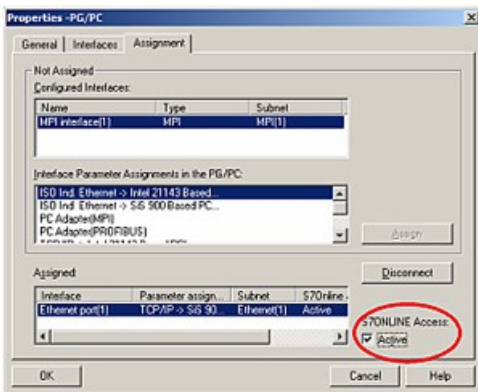 Properties -PG/PC
General Interfaces Assignment
Not Assigned
Configured Interfaces:
Name Type Subnet
MPI interface(1) MPI MPI(1)
Interface Parameter Assignments in the PG/PC:
ISO Ind. Ethernet -> Intel 21143 Based...
ISO Ind. Ethernet -> SiS 900 Based PC...
PC Adapter(MPI)
PC Adapter(PROFIBUS)
Assign
Assigned:
Disconnect
Interface Parameter assign... Subnet S7Online
Ethernet port(1) TCP/IP -> SiS 90... Ethernet(1) Active
S7ONLINE Access:
Active
OK Cancel Help